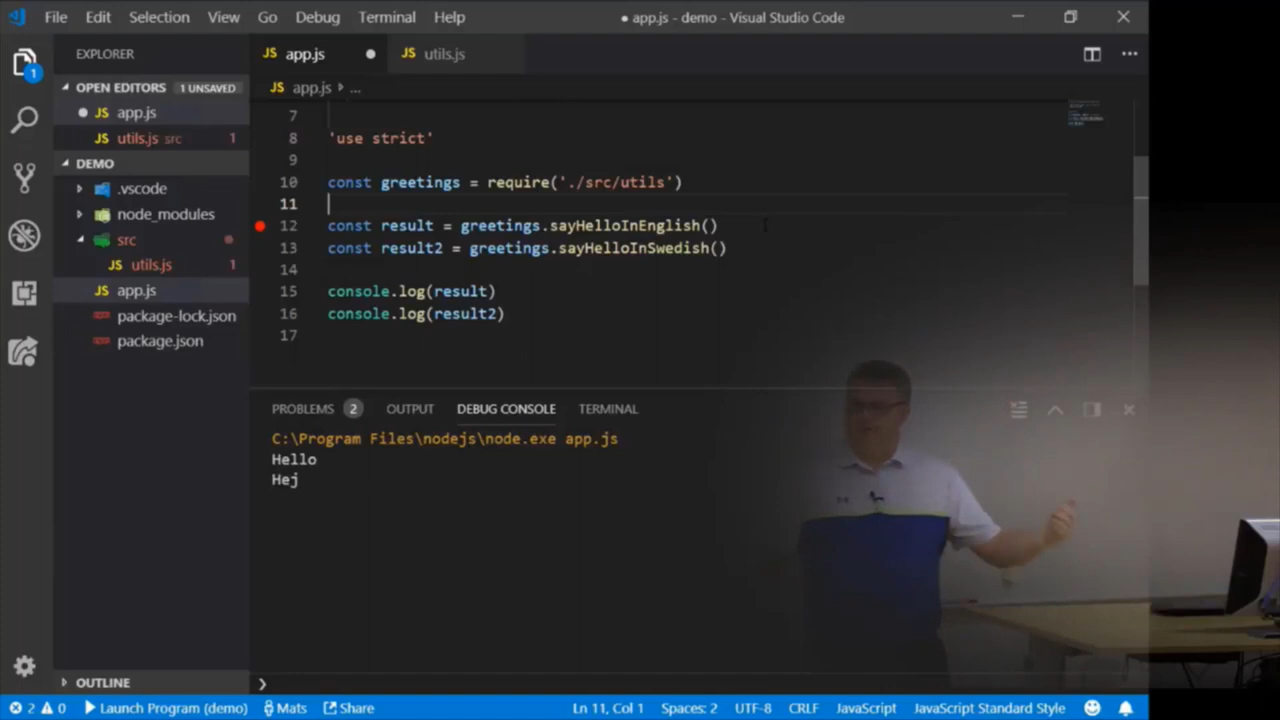 File Edit Selection View Go Debug Terminal Help ● app.js - demo - Visual Studio Code
EXPLORER
JS app.js ● JS utils.js
JS app.js ...
OPEN EDITORS 1 UNSAVED
● JS app.js
JS utils.js src 1
DEMO
.vscode
node_modules
src
JS utils.js 1
JS app.js
package-lock.json
package.json
OUTLINE
1
7
8 'use strict'
9
10 const greetings = require('./src/utils')
11
12 const result = greetings.sayHelloInEnglish()
13 const result2 = greetings.sayHelloInSwedish()
14
15 console.log(result)
16 console.log(result2)
17
PROBLEMS 2 OUTPUT DEBUG CONSOLE TERMINAL
C:\Program Files\nodejs\node.exe app.js
Hello
Hej
2 0 Launch Program (demo) Mats Share Ln 11, Col 1 Spaces: 2 UTF-8 CRLF JavaScript JavaScript Standard Style